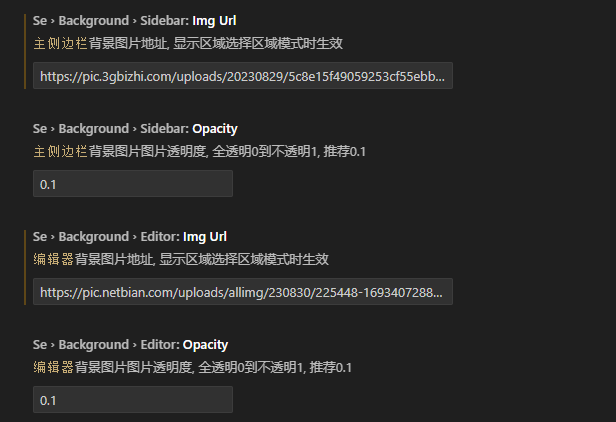 Se › Background › Sidebar: Img Url
主侧边栏背景图片地址, 显示区域选择区域模式时生效
https://pic.3gbizhi.com/uploads/20230829/5c8e15f49059253cf55ebb...
Se › Background › Sidebar: Opacity
主侧边栏背景图片图片透明度, 全透明0到不透明1, 推荐0.1
0.1
Se › Background › Editor: Img Url
编辑器背景图片地址, 显示区域选择区域模式时生效
https://pic.netbian.com/uploads/allimg/230830/225448-1693407288...
Se › Background › Editor: Opacity
编辑器背景图片图片透明度, 全透明0到不透明1, 推荐0.1
0.1